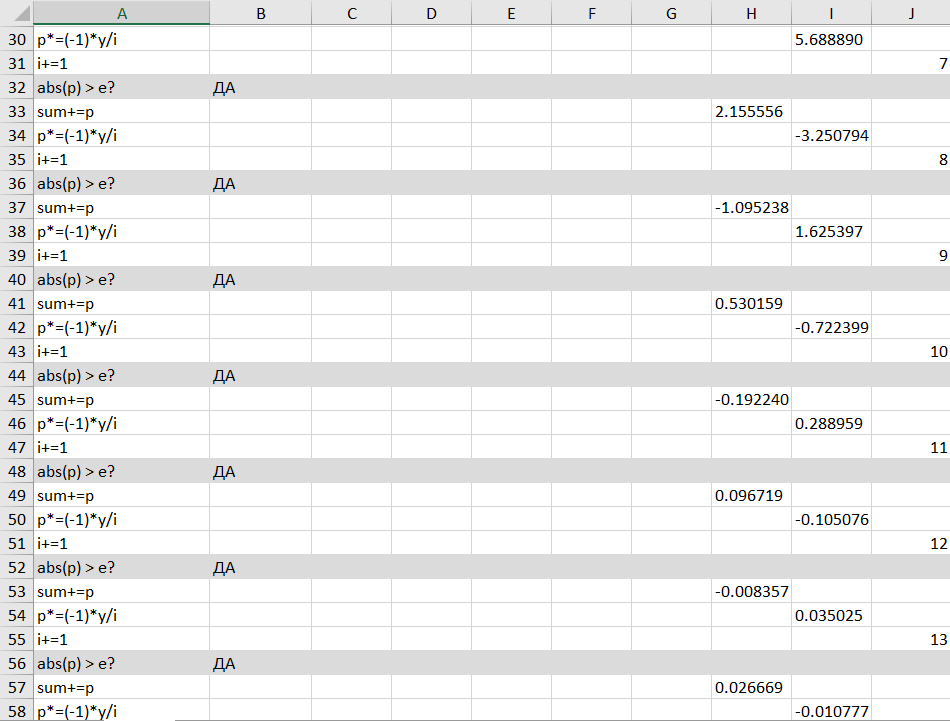 A B C D E F G H I J
30 p*=(-1)*y/i 5.688890
31 i+=1 7
32 abs(p) > e? ДА
33 sum+=p 2.155556
34 p*=(-1)*y/i -3.250794
35 i+=1 8
36 abs(p) > e? ДА
37 sum+=p -1.095238
38 p*=(-1)*y/i 1.625397
39 i+=1 9
40 abs(p) > e? ДА
41 sum+=p 0.530159
42 p*=(-1)*y/i -0.722399
43 i+=1 10
44 abs(p) > e? ДА
45 sum+=p -0.192240
46 p*=(-1)*y/i 0.288959
47 i+=1 11
48 abs(p) > e? ДА
49 sum+=p 0.096719
50 p*=(-1)*y/i -0.105076
51 i+=1 12
52 abs(p) > e? ДА
53 sum+=p -0.008357
54 p*=(-1)*y/i 0.035025
55 i+=1 13
56 abs(p) > e? ДА
57 sum+=p 0.026669
58 p*=(-1)*y/i -0.010777